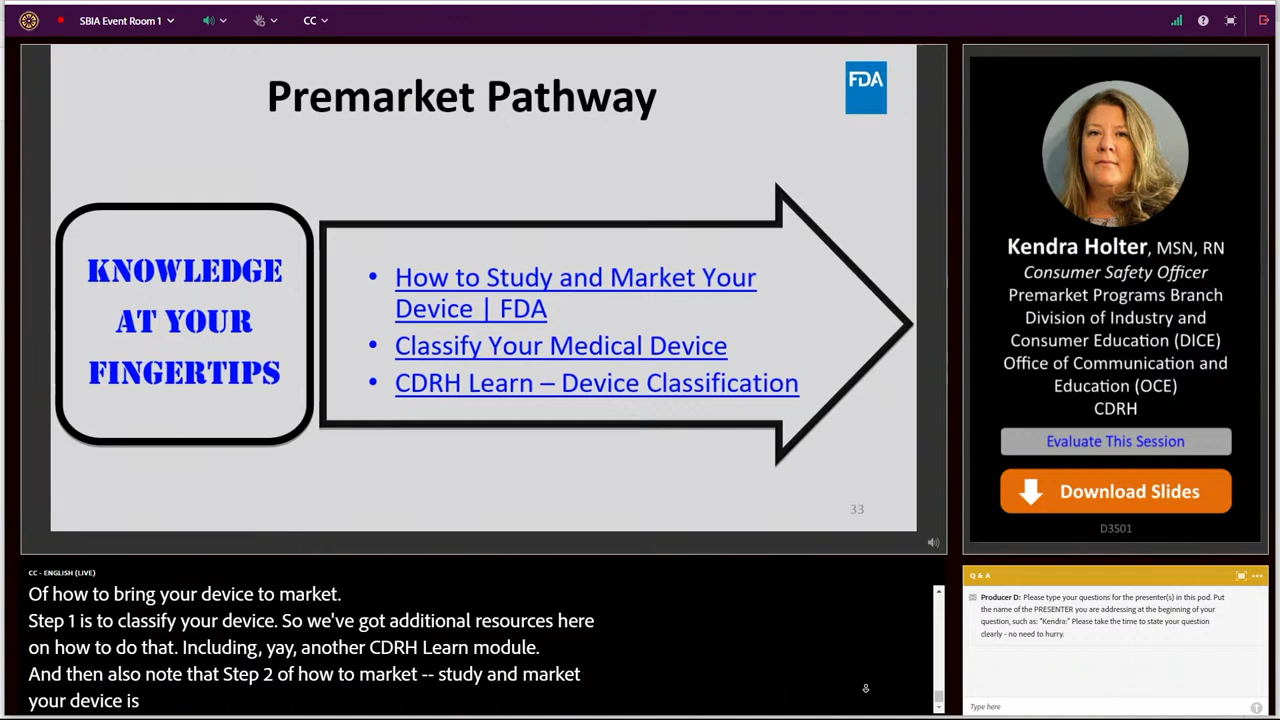 SBIA Event Room 1
CC
Premarket Pathway
FDA
KNOWLEDGE
AT YOUR
FINGERTIPS
• How to Study and Market Your
Device | FDA
• Classify Your Medical Device
• CDRH Learn – Device Classification
33
Kendra Holter, MSN, RN
Consumer Safety Officer
Premarket Programs Branch
Division of Industry and
Consumer Education (DICE)
Office of Communication and
Education (OCE)
CDRH
Evaluate This Session
Download Slides
D3S01
CC - ENGLISH (LIVE)
Of how to bring your device to market.
Step 1 is to classify your device. So we've got additional resources here
on how to do that. Including, yay, another CDRH Learn module.
And then also note that Step 2 of how to market -- study and market
your device is
Q & A
Producer D: Please type your questions for the presenter(s) in this pod. Put
the name of the PRESENTER you are addressing at the beginning of your
question, such as: "Kendra:" Please take the time to state your question
clearly - no need to hurry.
Type here